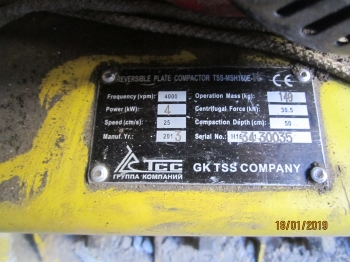 REVERSIBLE PLATE COMPACTOR TSS-MSH160E CE
Frequency (vpm): 4000 Operation Mass (kg):
Power (kW): 4 Centrifugal Force (kN): 30.5
Speed (cm/s): 25 Compaction Depth (cm): 50
Manuf. Yr.: 2013 Serial No.:
ТСС
ГРУППА КОМПАНИЙ
GK TSS COMPANY
18/01/2019